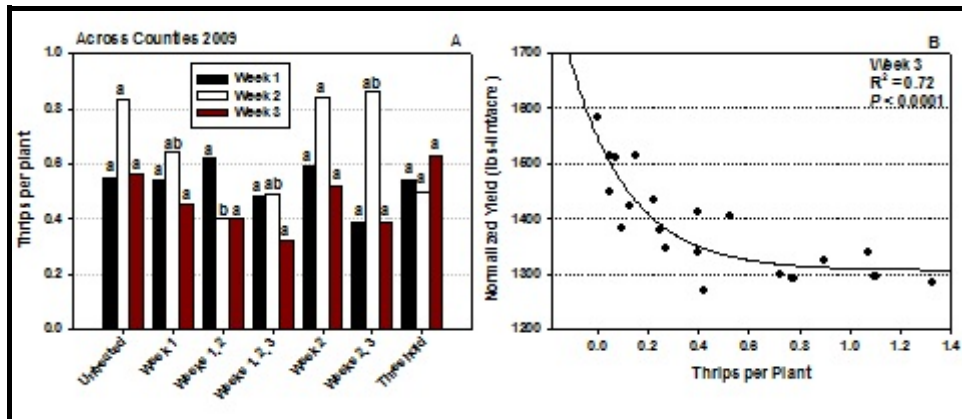 Across Counties 2009
A
Thrips per plant
1.0
0.8
0.6
0.4
0.2
0.0
Week 1
Week 2
Week 3
a a a
a ab a
a b a
a ab a
a a a
a ab a
a a a
Untreated
Week 1
Weeks 1, 2
Weeks 1, 2, 3
Week 2
Weeks 2, 3
Threshold
B
Normalized Yield (lbs-lint/acre)
1700
1600
1500
1400
1300
1200
Week 3
R² = 0.72
P < 0.0001
0.0 0.2 0.4 0.6 0.8 1.0 1.2 1.4
Thrips per Plant